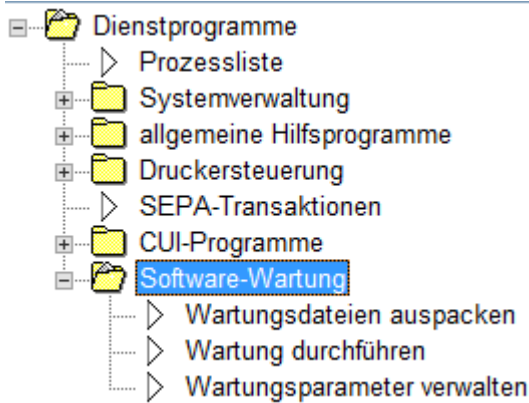 Dienstprogramme
Prozessliste
Systemverwaltung
allgemeine Hilfsprogramme
Druckersteuerung
SEPA-Transaktionen
CUI-Programme
Software-Wartung
Wartungsdateien auspacken
Wartung durchführen
Wartungsparameter verwalten